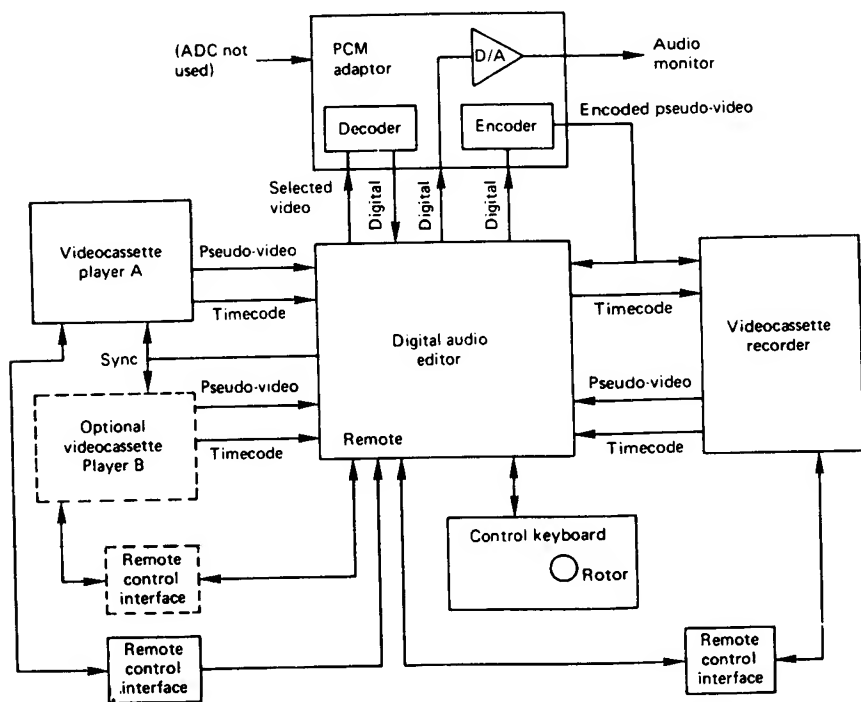 (ADC not
used)
PCM
adaptor
D/A
Audio
monitor
Decoder
Encoder
Encoded pseudo-video
Selected
video
Digital
Digital
Digital
Videocassette
player A
Pseudo-video
Timecode
Sync
Optional
videocassette
Player B
Pseudo-video
Timecode
Digital audio
editor
Remote
Timecode
Pseudo-video
Timecode
Videocassette
recorder
Control keyboard
Rotor
Remote
control
interface
Remote
control
interface
Remote
control
interface